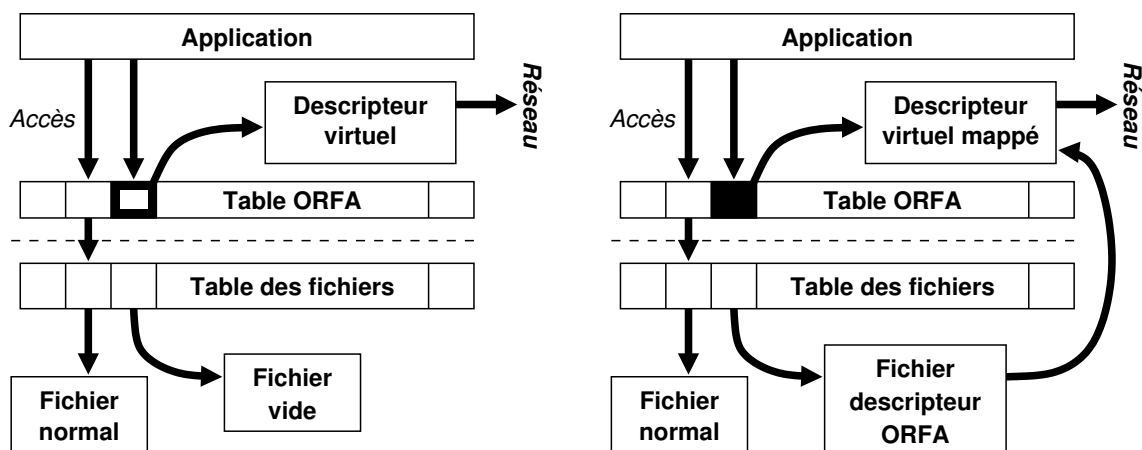 Application
Accès
Descripteur
virtuel
Réseau
Table ORFA
Table des fichiers
Fichier
normal
Fichier
vide
Application
Accès
Descripteur
virtuel mappé
Réseau
Table ORFA
Table des fichiers
Fichier
normal
Fichier
descripteur
ORFA